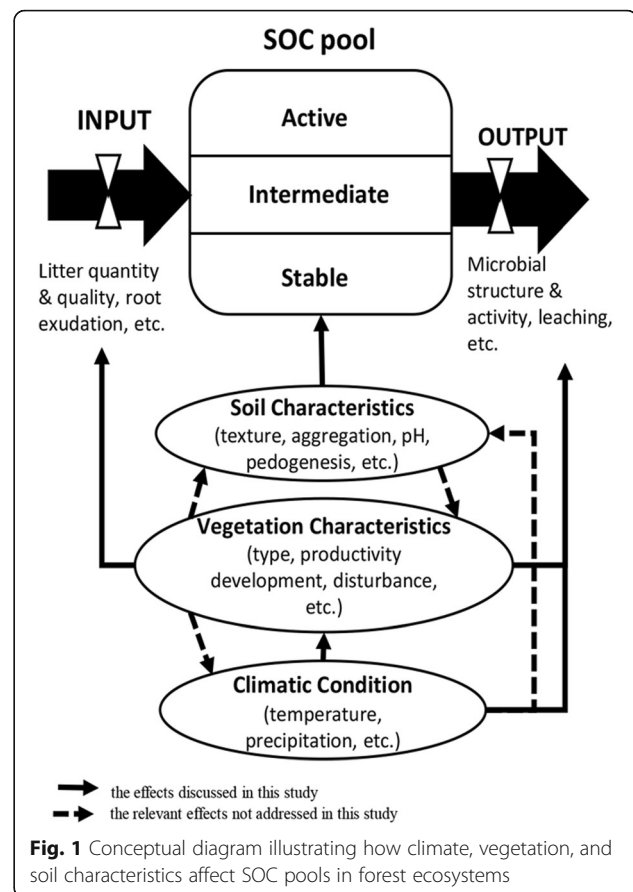 SOC pool
INPUT
Active
OUTPUT
Intermediate
Stable
Litter quantity
& quality, root
exudation, etc.
Microbial
structure &
activity, leaching,
etc.
Soil Characteristics
(texture, aggregation, pH,
pedogenesis, etc.)
Vegetation Characteristics
(type, productivity
development, disturbance,
etc.)
Climatic Condition
(temperature,
precipitation, etc.)
the effects discussed in this study
the relevant effects not addressed in this study
Fig. 1 Conceptual diagram illustrating how climate, vegetation, and
soil characteristics affect SOC pools in forest ecosystems